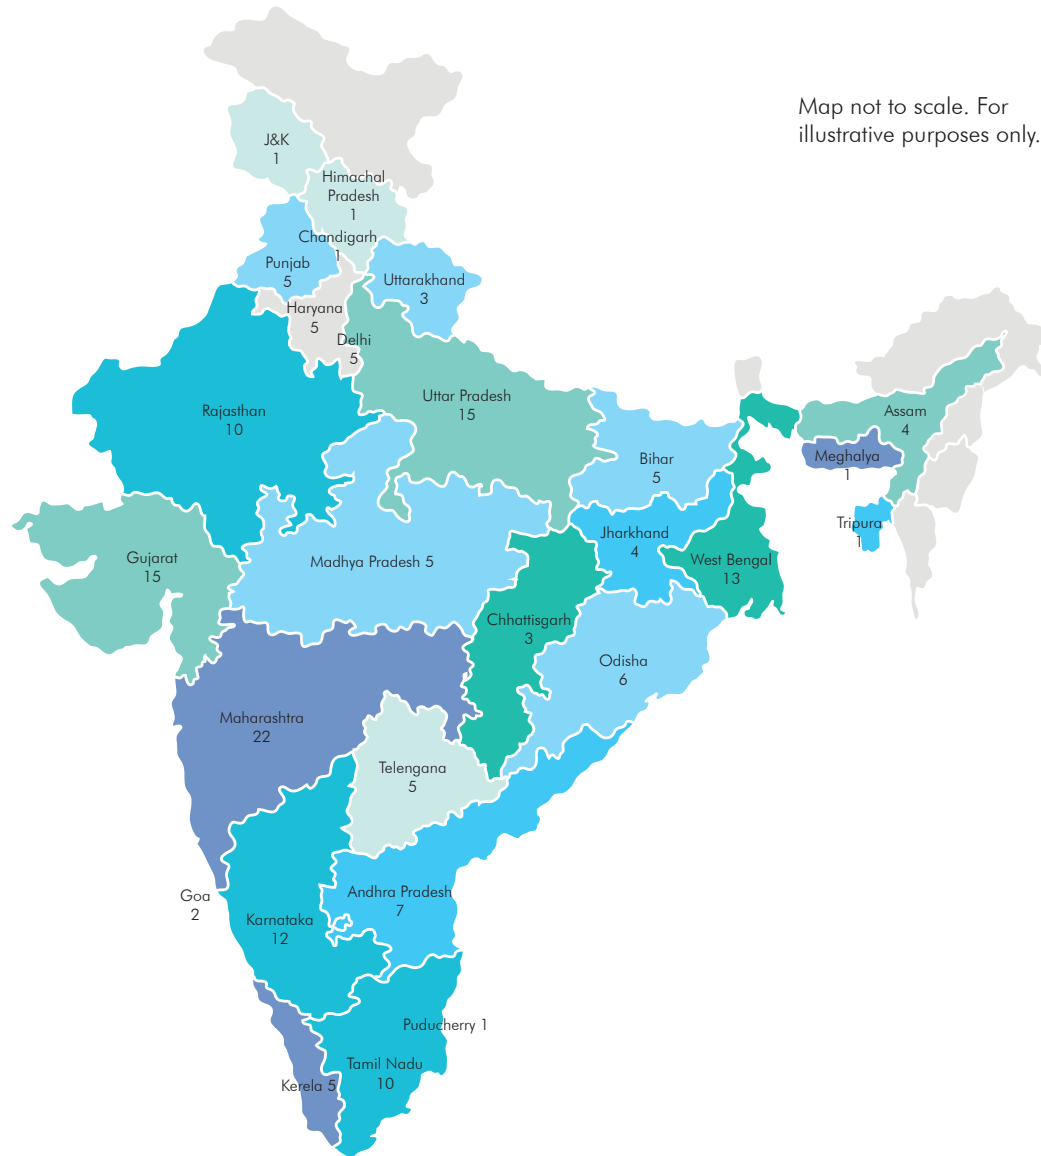 Map not to scale. For
illustrative purposes only.
J&K
1
Himachal
Pradesh
1
Chandigarh
1
Punjab
5
Uttarakhand
3
Haryana
5
Delhi
5
Uttar Pradesh
15
Rajasthan
10
Assam
4
Meghalya
1
Bihar
5
Tripura
1
Jharkhand
4
West Bengal
13
Gujarat
15
Madhya Pradesh 5
Chhattisgarh
3
Odisha
6
Maharashtra
22
Telengana
5
Andhra Pradesh
7
Goa
2
Karnataka
12
Puducherry 1
Tamil Nadu
10
Kerela 5